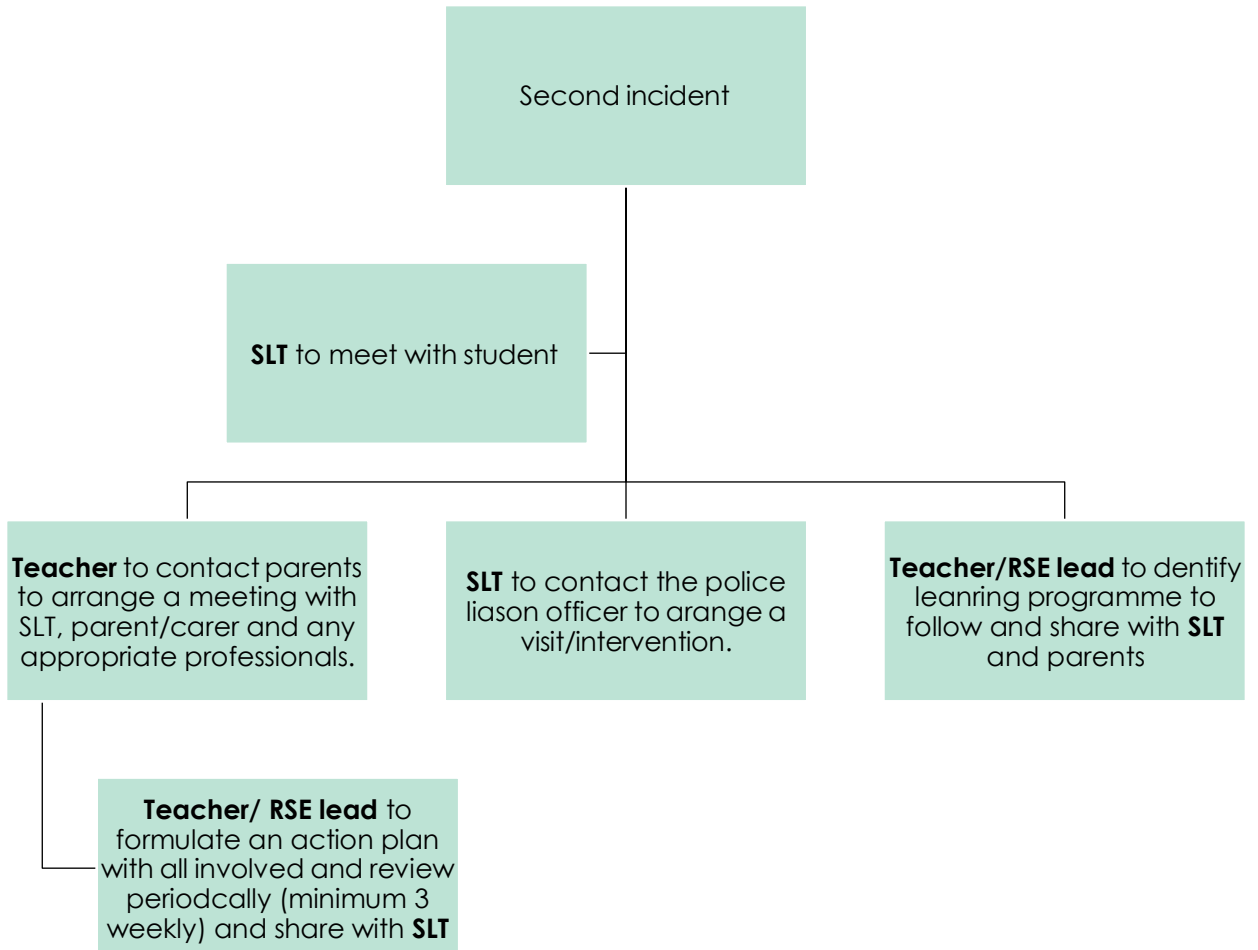 Second incident
SLT to meet with student
Teacher to contact parents
to arrange a meeting with
SLT, parent/carer and any
appropriate professionals.
SLT to contact the police
liason officer to arange a
visit/intervention.
Teacher/RSE lead to dentify
leanring programme to
follow and share with SLT
and parents
Teacher/ RSE lead to
formulate an action plan
with all involved and review
periodcally (minimum 3
weekly) and share with SLT